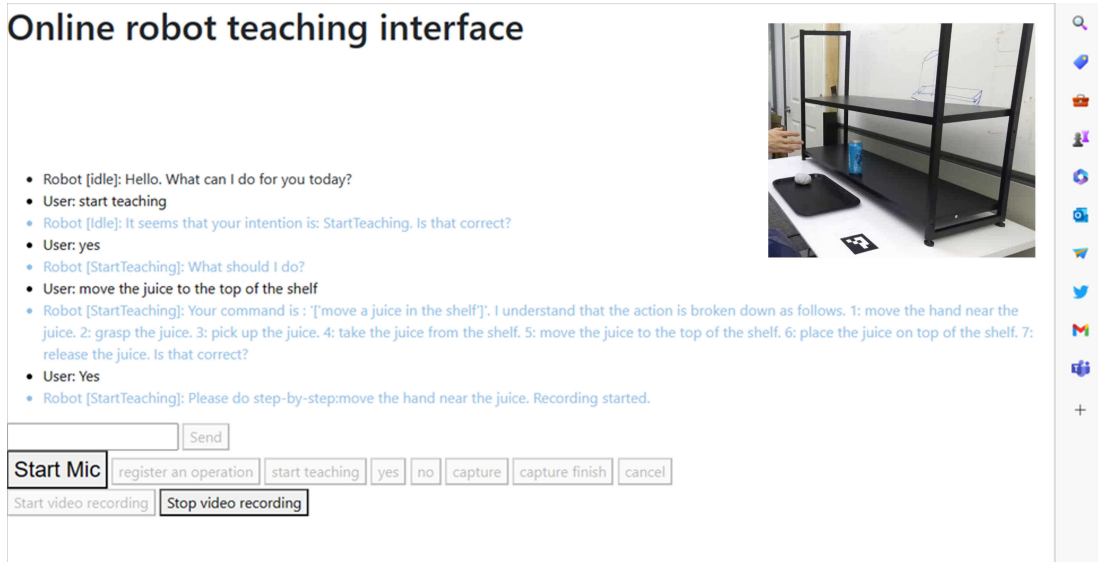 Online robot teaching interface
• Robot [idle]: Hello. What can I do for you today?
• User: start teaching
• Robot [Idle]: It seems that your intention is: StartTeaching. Is that correct?
• User: yes
• Robot [StartTeaching]: What should I do?
• User: move the juice to the top of the shelf
• Robot [StartTeaching]: Your command is : '['move a juice in the shelf']'. I understand that the action is broken down as follows. 1: move the hand near the
juice. 2: grasp the juice. 3: pick up the juice. 4: take the juice from the shelf. 5: move the juice to the top of the shelf. 6: place the juice on top of the shelf. 7:
release the juice. Is that correct?
• User: Yes
• Robot [StartTeaching]: Please do step-by-step:move the hand near the juice. Recording started.
Send
Start Mic register an operation start teaching yes no capture capture finish cancel
Start video recording Stop video recording